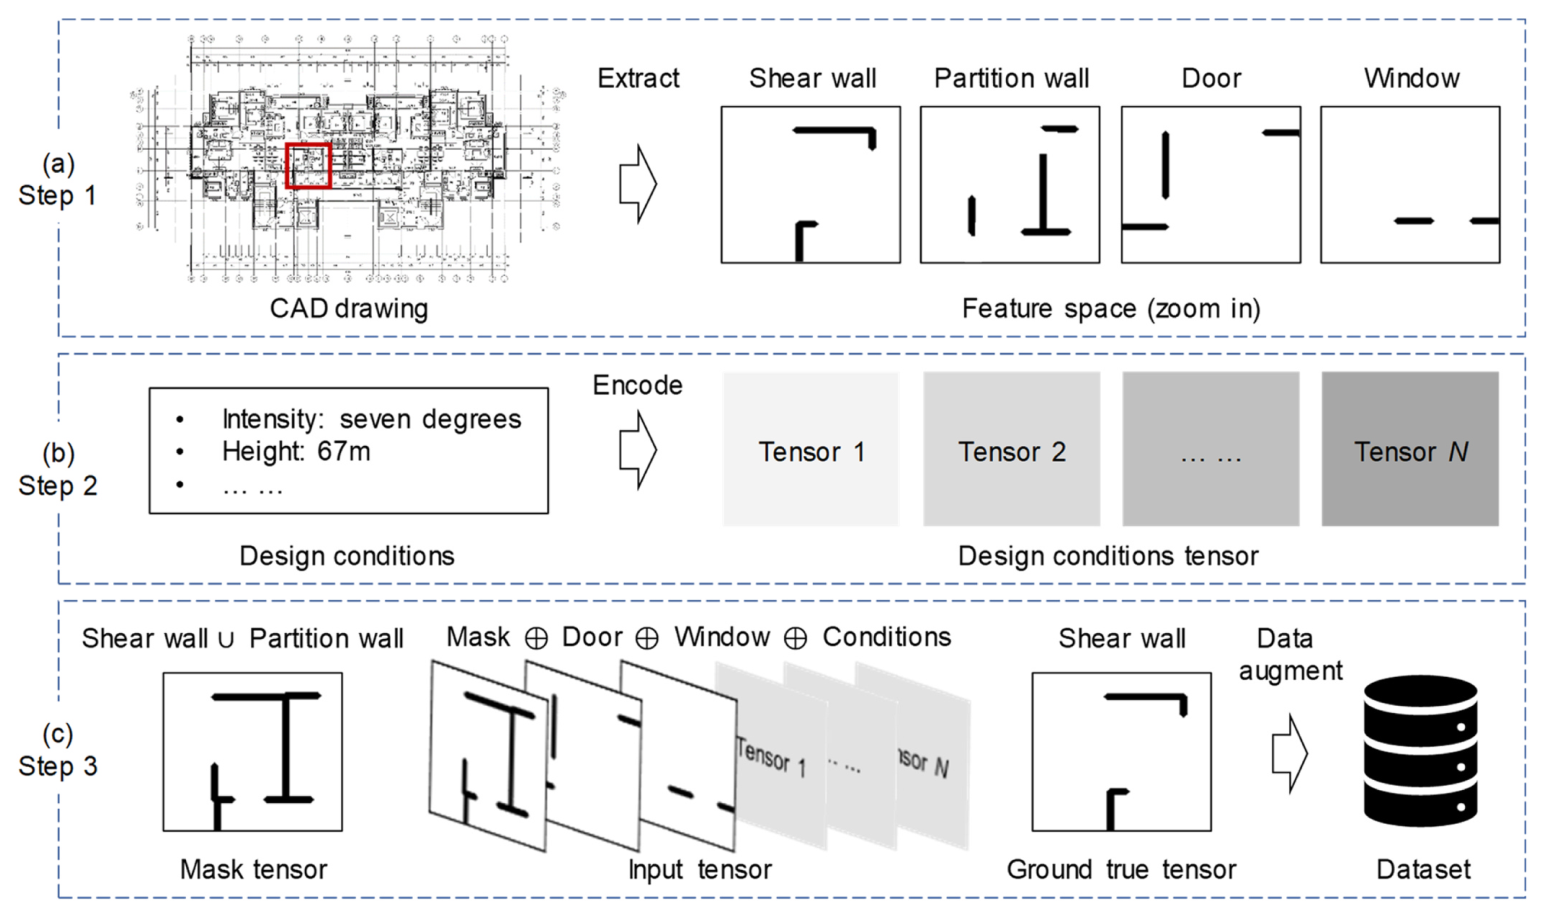 (a)
Step 1
CAD drawing
Extract
Shear wall
Partition wall
Door
Window
Feature space (zoom in)
(b)
Step 2
• Intensity: seven degrees
• Height: 67m
• ... ...
Design conditions
Encode
Tensor 1
Tensor 2
... ...
Tensor N
Design conditions tensor
(c)
Step 3
Shear wall ∪ Partition wall
Mask tensor
Mask ⊕ Door ⊕ Window ⊕ Conditions
Tensor 1
... ...
nsor N
Input tensor
Shear wall
Ground true tensor
Data
augment
Dataset